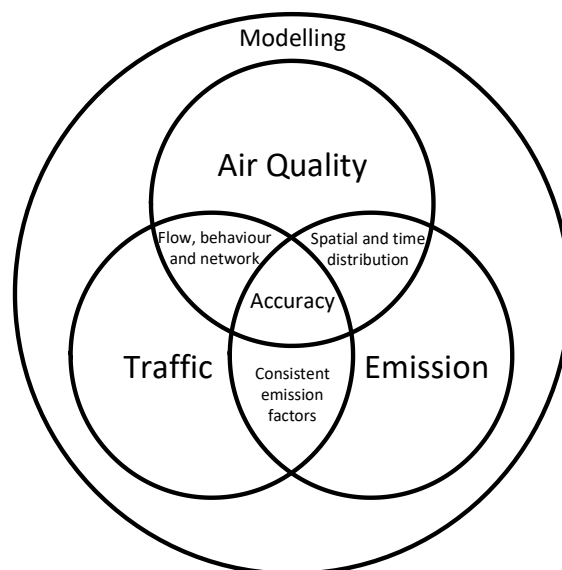 Modelling
Air Quality
Flow, behaviour
and network
Spatial and time
distribution
Accuracy
Traffic
Emission
Consistent
emission
factors